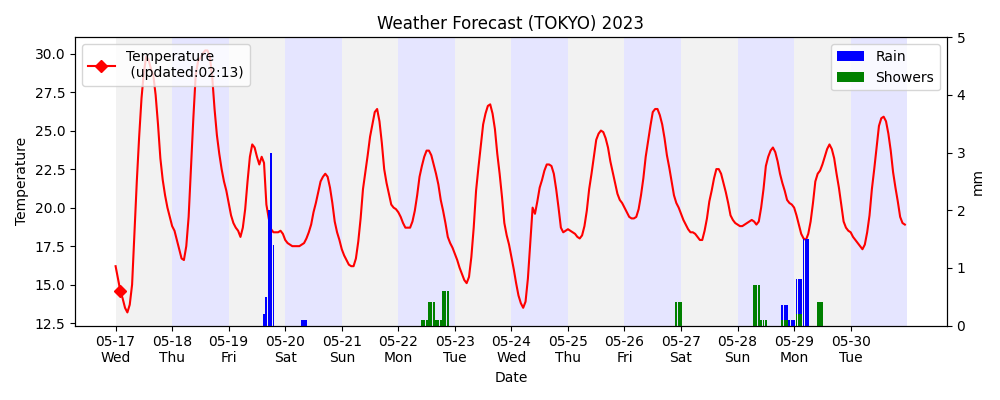 Weather Forecast (TOKYO) 2023
Temperature
(updated:02:13)
Rain
Showers
30.0
27.5
25.0
22.5
20.0
17.5
15.0
12.5
Temperature
5
4
3
2
1
0
mm
05-17 05-18 05-19 05-20 05-21 05-22 05-23 05-24 05-25 05-26 05-27 05-28 05-29 05-30
Wed Thu Fri Sat Sun Mon Tue Wed Thu Fri Sat Sun Mon Tue
Date